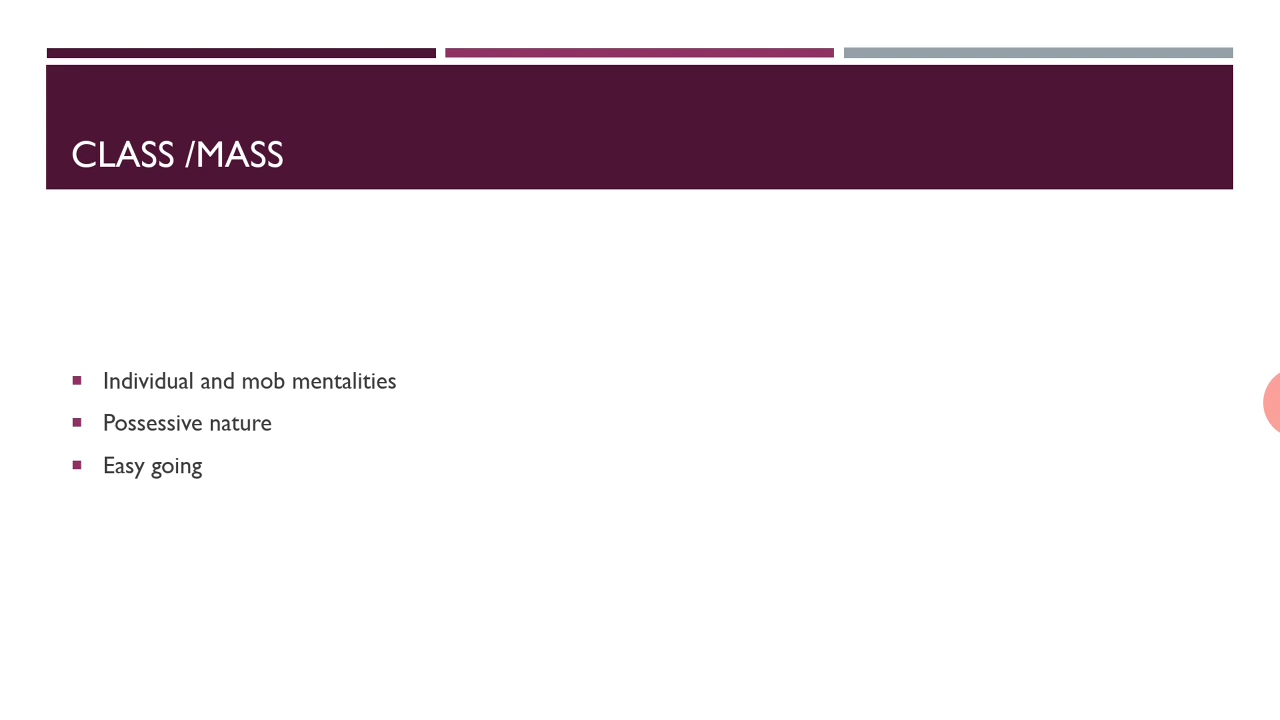 CLASS /MASS
Individual and mob mentalities
Possessive nature
Easy going